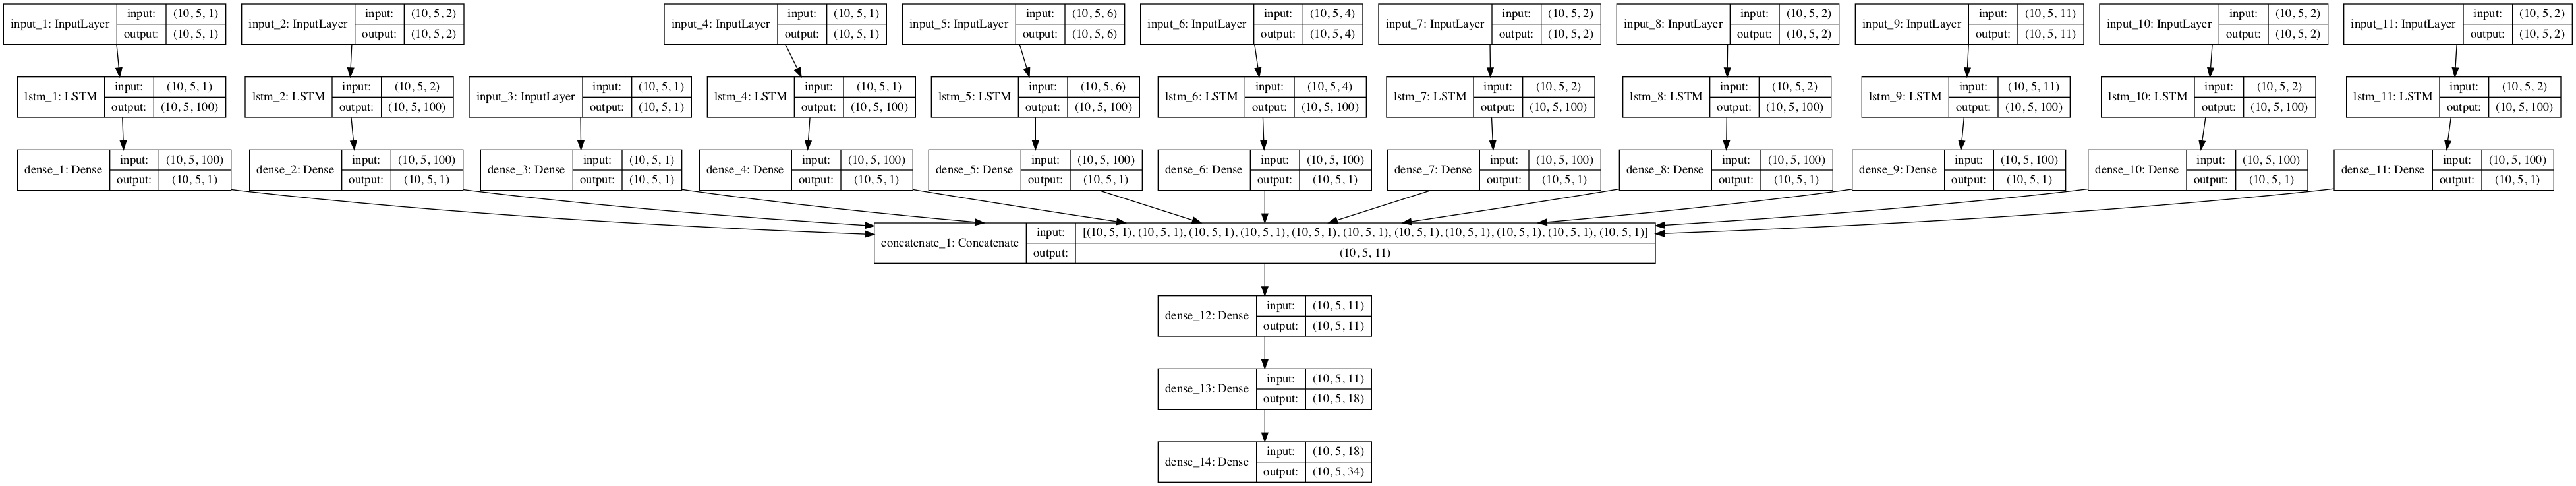 input_1: InputLayer input: (10, 5, 1) output: (10, 5, 1)
input_2: InputLayer input: (10, 5, 2) output: (10, 5, 2)
input_4: InputLayer input: (10, 5, 1) output: (10, 5, 1)
input_5: InputLayer input: (10, 5, 6) output: (10, 5, 6)
input_6: InputLayer input: (10, 5, 4) output: (10, 5, 4)
input_7: InputLayer input: (10, 5, 2) output: (10, 5, 2)
input_8: InputLayer input: (10, 5, 2) output: (10, 5, 2)
input_9: InputLayer input: (10, 5, 11) output: (10, 5, 11)
input_10: InputLayer input: (10, 5, 2) output: (10, 5, 2)
input_11: InputLayer input: (10, 5, 2) output: (10, 5, 2)
lstm_1: LSTM input: (10, 5, 1) output: (10, 5, 100)
lstm_2: LSTM input: (10, 5, 2) output: (10, 5, 100)
input_3: InputLayer input: (10, 5, 1) output: (10, 5, 1)
lstm_4: LSTM input: (10, 5, 1) output: (10, 5, 100)
lstm_5: LSTM input: (10, 5, 6) output: (10, 5, 100)
lstm_6: LSTM input: (10, 5, 4) output: (10, 5, 100)
lstm_7: LSTM input: (10, 5, 2) output: (10, 5, 100)
lstm_8: LSTM input: (10, 5, 2) output: (10, 5, 100)
lstm_9: LSTM input: (10, 5, 11) output: (10, 5, 100)
lstm_10: LSTM input: (10, 5, 2) output: (10, 5, 100)
lstm_11: LSTM input: (10, 5, 2) output: (10, 5, 100)
dense_1: Dense input: (10, 5, 100) output: (10, 5, 1)
dense_2: Dense input: (10, 5, 100) output: (10, 5, 1)
dense_3: Dense input: (10, 5, 1) output: (10, 5, 1)
dense_4: Dense input: (10, 5, 100) output: (10, 5, 1)
dense_5: Dense input: (10, 5, 100) output: (10, 5, 1)
dense_6: Dense input: (10, 5, 100) output: (10, 5, 1)
dense_7: Dense input: (10, 5, 100) output: (10, 5, 1)
dense_8: Dense input: (10, 5, 100) output: (10, 5, 1)
dense_9: Dense input: (10, 5, 100) output: (10, 5, 1)
dense_10: Dense input: (10, 5, 100) output: (10, 5, 1)
dense_11: Dense input: (10, 5, 100) output: (10, 5, 1)
concatenate_1: Concatenate input: [(10, 5, 1), (10, 5, 1), (10, 5, 1), (10, 5, 1), (10, 5, 1), (10, 5, 1), (10, 5, 1), (10, 5, 1), (10, 5, 1), (10, 5, 1), (10, 5, 1)] output: (10, 5, 11)
dense_12: Dense input: (10, 5, 11) output: (10, 5, 11)
dense_13: Dense input: (10, 5, 11) output: (10, 5, 18)
dense_14: Dense input: (10, 5, 18) output: (10, 5, 34)